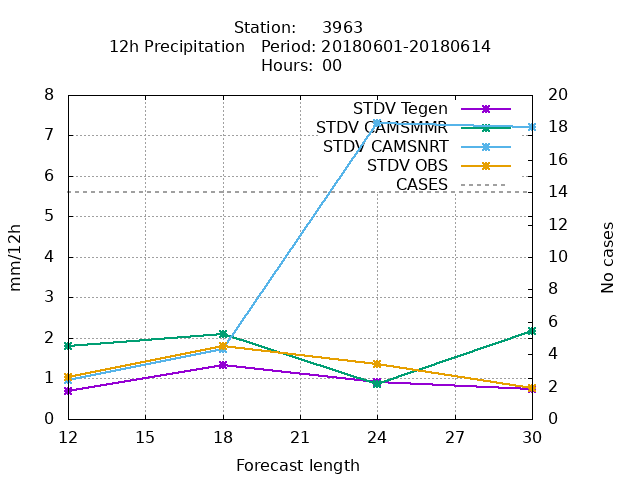 Station: 3963
12h Precipitation Period: 20180601-20180614
Hours: 00
STDV Tegen
STDV CAMSMMR
STDV CAMSNRT
STDV OBS
CASES
8
7
6
5
4
3
2
1
0
20
18
16
14
12
10
8
6
4
2
0
12 15 18 21 24 27 30
mm/12h
No cases
Forecast length